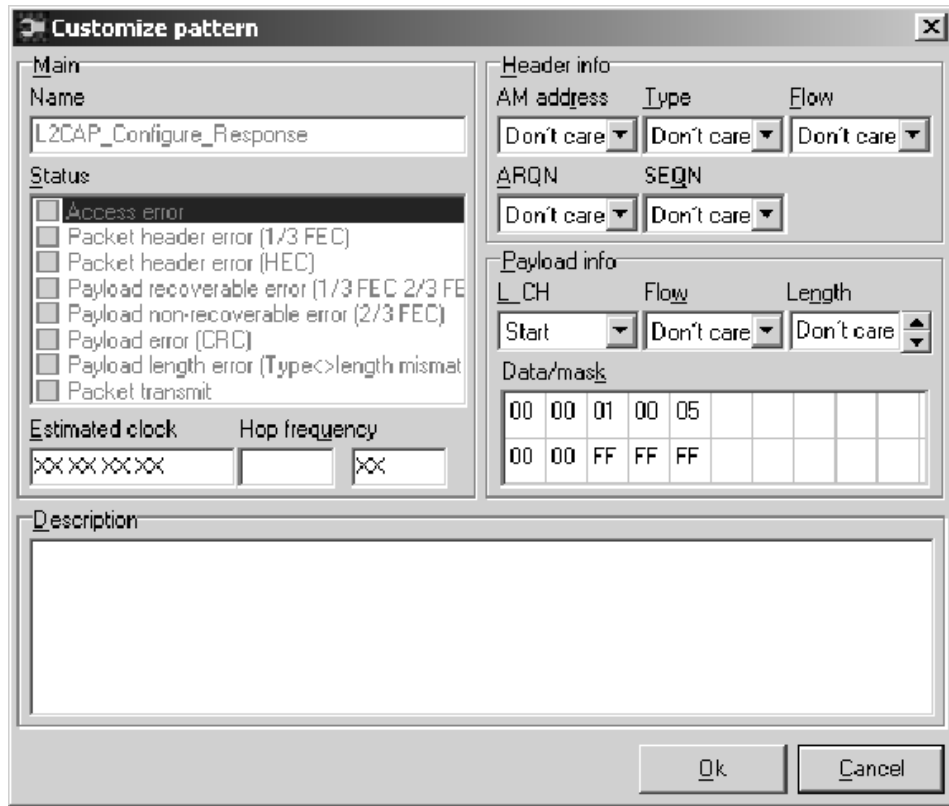 Customize pattern
Main
Name
L2CAP_Configure_Response
Status
Access error
Packet header error (1/3 FEC)
Packet header error (HEC)
Payload recoverable error (1/3 FEC 2/3 FE
Payload non-recoverable error (2/3 FEC)
Payload error (CRC)
Payload length error (Type<>length mismat
Packet transmit
Estimated clock Hop frequency
XX XX XX XX XX
Header info
AM address Type Flow
Don´t care Don´t care Don´t care
ARQN SEQN
Don´t care Don´t care
Payload info
L_CH Flow Length
Start Don´t care Don´t care
Data/mask
00 00 01 00 05
00 00 FF FF FF
Description
Ok Cancel